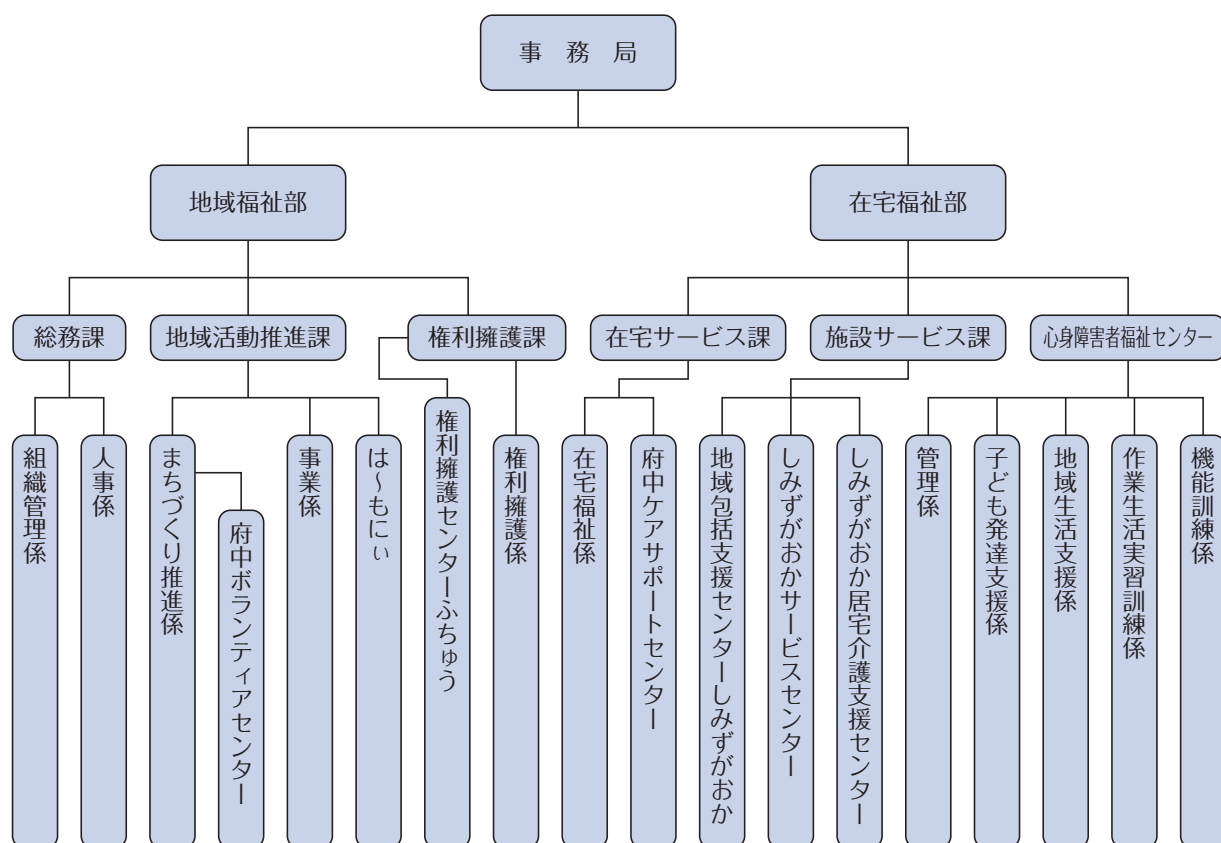 事務局
地域福祉部
在宅福祉部
総務課
地域活動推進課
権利擁護課
在宅サービス課
施設サービス課
心身障害者福祉センター
組織管理係
人事係
まちづくり推進係
府中ボランティアセンター
事業係
は～もにぃ
権利擁護センターふちゅう
権利擁護係
在宅福祉係
府中ケアサポートセンター
地域包括支援センターしみずがおか
しみずがおかサービスセンター
しみずがおか居宅介護支援センター
管理係
子ども発達支援係
地域生活支援係
作業生活実習訓練係
機能訓練係